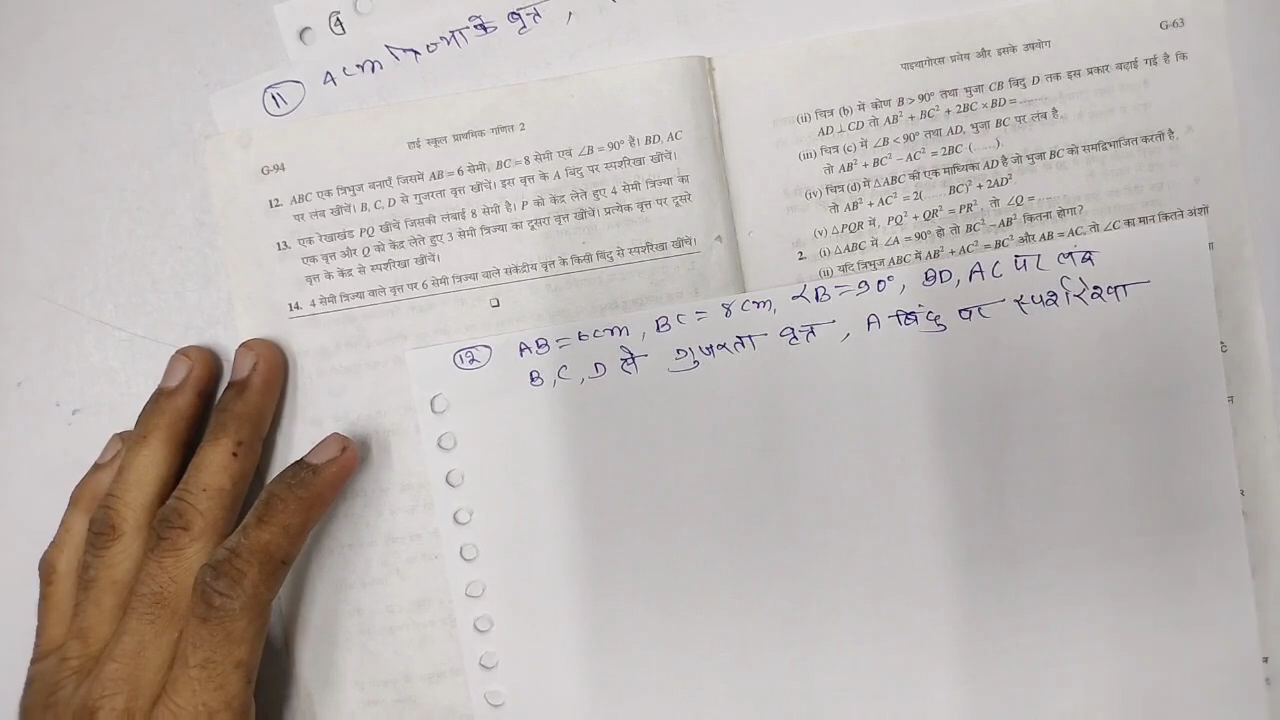 4
11 4 cm त्रिज्या के वृत्त ,
G-94
हाई स्कूल प्राथमिक गणित 2
12. ABC एक त्रिभुज बनाएँ जिसमें AB = 6 सेमी, BC = 8 सेमी एवं ∠B = 90° है। BD, AC
पर लंब खींचें। B, C, D से गुजरता वृत्त खींचें। इस वृत्त के A बिंदु पर स्पर्शरेखा खींचें।
13. एक रेखाखंड PQ खींचें जिसकी लंबाई 8 सेमी है। P को केंद्र लेते हुए 4 सेमी त्रिज्या का
एक वृत्त और Q को केंद्र लेते हुए 3 सेमी त्रिज्या का दूसरा वृत्त खींचें। प्रत्येक वृत्त पर दूसरे
वृत्त के केंद्र से स्पर्शरेखा खींचें।
14. 4 सेमी त्रिज्या वाले वृत्त पर 6 सेमी त्रिज्या वाले संकेंद्रीय वृत्त के किसी बिंदु से स्पर्शरेखा खींचें।
G-63
पाइथागोरस प्रमेय और इसके उपयोग
(ii) चित्र (b) में कोण B > 90° तथा भुजा CB बिंदु D तक इस प्रकार बढ़ाई गई है कि
AD ⊥ CD तो AB² + BC² + 2BC × BD = ........
(iii) चित्र (c) में ∠B < 90° तथा AD, भुजा BC पर लंब है,
तो AB² + BC² − AC² = 2BC (......).
(iv) चित्र (d) में △ABC की एक माध्यिका AD है जो भुजा BC को समद्विभाजित करती है,
तो AB² + AC² = 2(...... BC)² + 2AD²
(v) △PQR में, PQ² + QR² = PR², तो ∠Q = ......
2. (i) △ABC में ∠A = 90° हो तो BC² − AB² कितना होगा?
(ii) यदि त्रिभुज ABC में AB² + AC² = BC² और AB = AC, तो ∠C का मान कितने अंशों
12 AB = 6cm, BC = 8cm, ∠B = 90°, BD, AC पर लंब
B, C, D से गुजरता वृत्त , A बिंदु पर स्पर्शरेखा